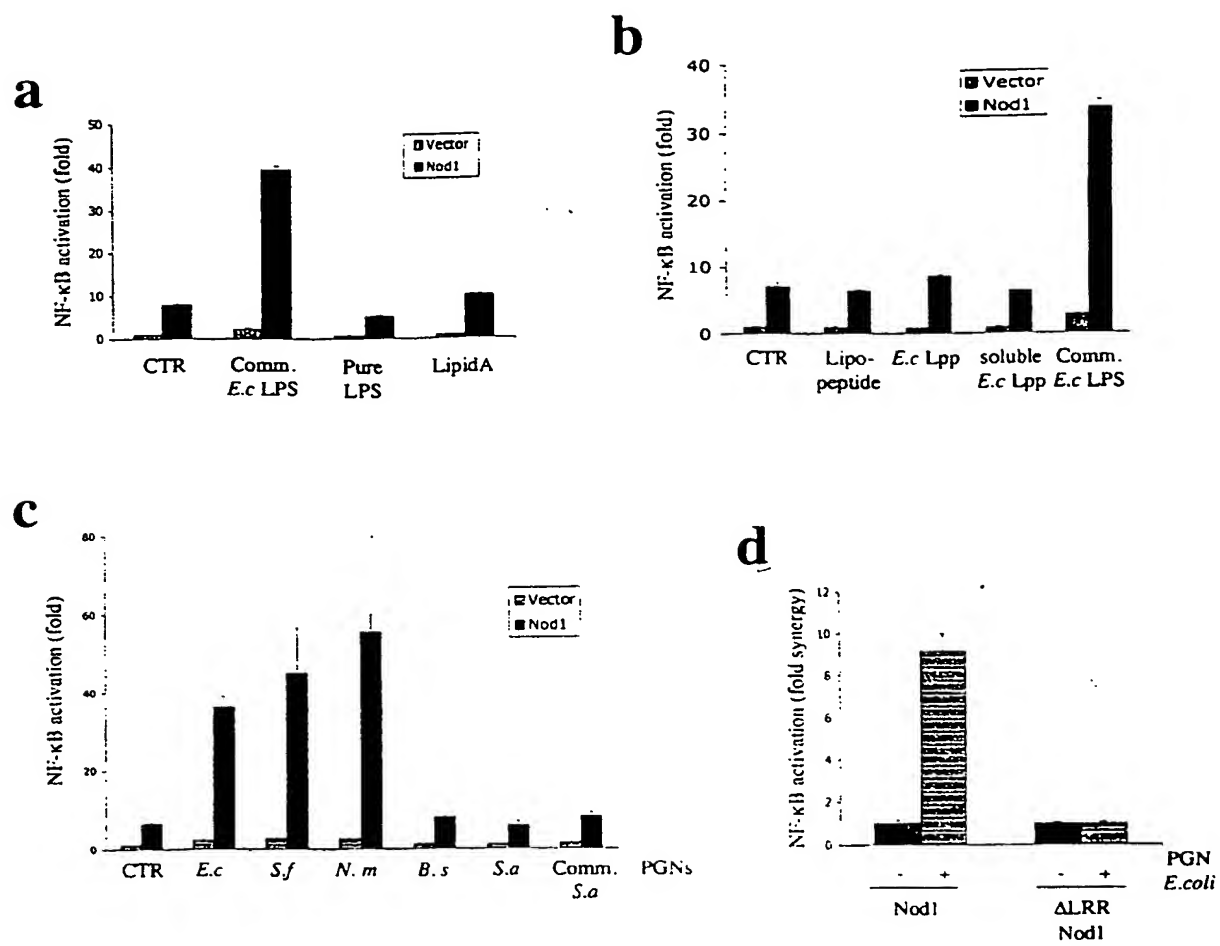 a
NF-κB activation (fold)
50
40
30
20
10
0
Vector
Nod1
CTR
Comm.
E.c LPS
Pure
LPS
LipidA
b
NF-κB activation (fold)
40
30
20
10
0
Vector
Nod1
CTR
Lipo-
peptide
E.c Lpp
soluble
E.c Lpp
Comm.
E.c LPS
c
NF-κB activation (fold)
80
60
40
20
0
Vector
Nod1
CTR
E.c
S.f
N. m
B. s
S.a
Comm.
S.a
PGNs
d
NF-κB activation (fold synergy)
12
10
8
6
4
2
0
- + - +
PGN
E.coli
Nod1
ΔLRR
Nod1